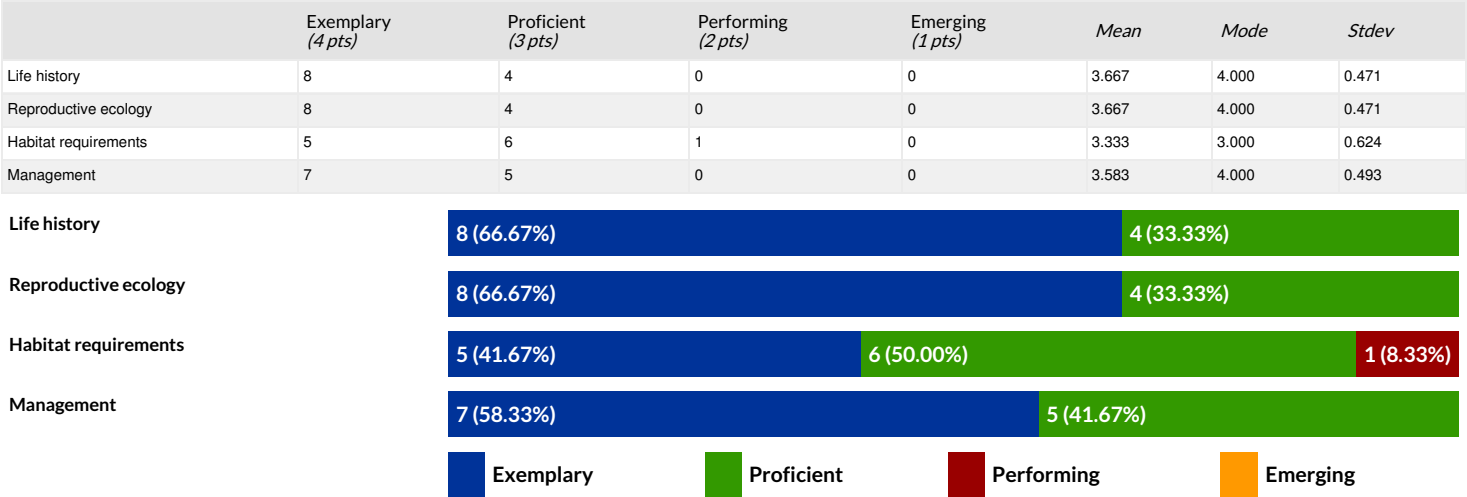 Exemplary Proficient Performing Emerging Mean Mode Stdev
(4 pts) (3 pts) (2 pts) (1 pts)
Life history 8 4 0 0 3.667 4.000 0.471
Reproductive ecology 8 4 0 0 3.667 4.000 0.471
Habitat requirements 5 6 1 0 3.333 3.000 0.624
Management 7 5 0 0 3.583 4.000 0.493
Life history 8 (66.67%) 4 (33.33%)
Reproductive ecology 8 (66.67%) 4 (33.33%)
Habitat requirements 5 (41.67%) 6 (50.00%) 1 (8.33%)
Management 7 (58.33%) 5 (41.67%)
Exemplary Proficient Performing Emerging